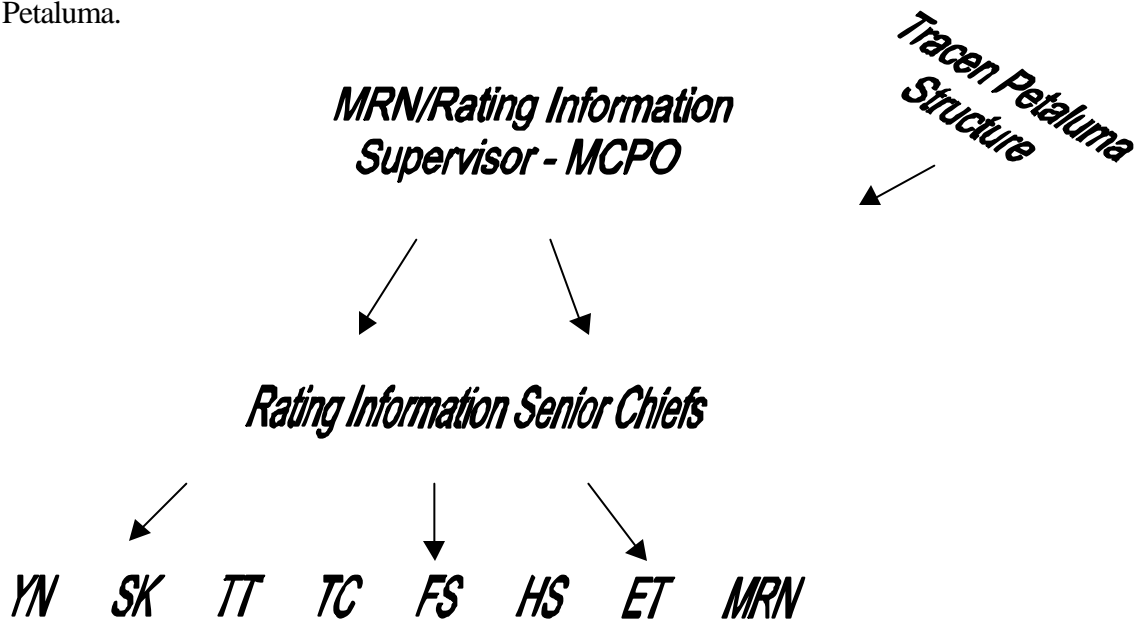 Petaluma.
Tracen Petaluma
Structure
MRN/Rating Information
Supervisor - MCPO
Rating Information Senior Chiefs
YN SK TT TC FS HS ET MRN